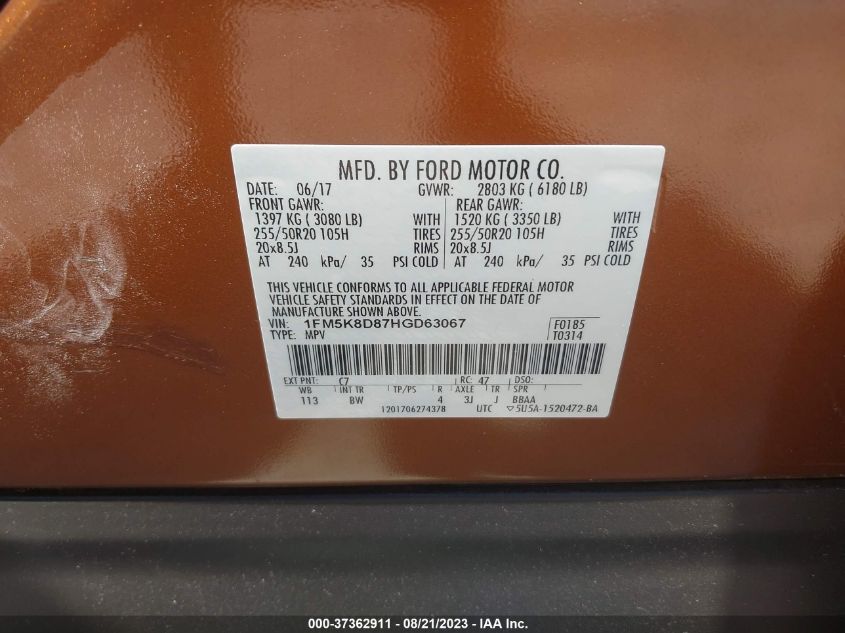 MFD. BY FORD MOTOR CO.
DATE: 06/17 GVWR: 2803 KG ( 6180 LB)
FRONT GAWR: REAR GAWR:
1397 KG ( 3080 LB) WITH 1520 KG ( 3350 LB) WITH
255/50R20 105H TIRES 255/50R20 105H TIRES
20x8.5J RIMS 20x8.5J RIMS
AT 240 kPa/ 35 PSI COLD AT 240 kPa/ 35 PSI COLD
THIS VEHICLE CONFORMS TO ALL APPLICABLE FEDERAL MOTOR
VEHICLE SAFETY STANDARDS IN EFFECT ON THE DATE OF
MANUFACTURE SHOWN ABOVE.
VIN: 1FM5K8D87HGD63067 F0185
TYPE: MPV T0314
EXT PNT: C7 RC: 47 DSO:
WB INT TR TP/PS R AXLE TR SPR
113 BW 4 3J J BBAA
1201706274378 UTC ▽5U5A-1520472-BA
000-37362911 - 08/21/2023 - IAA Inc.